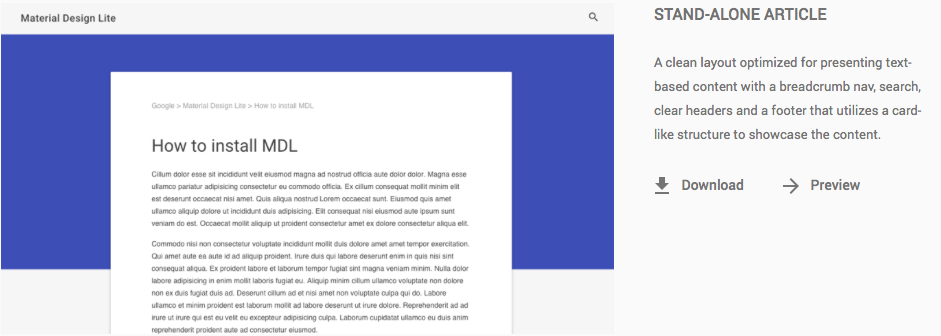 Material Design Lite
Google > Material Design Lite > How to install MDL
How to install MDL
Cillum dolor esse sit incididunt velit eiusmod magna ad nostrud officia aute dolor dolor. Magna esse
ullamco pariatur adipisicing consectetur eu commodo officia. Ex cillum consequat mollit minim elit
est deserunt occaecat nisi amet. Quis aliqua nostrud Lorem occaecat sunt. Eiusmod quis amet
ullamco aliquip dolore ut incididunt duis adipisicing. Elit consequat nisi eiusmod aute ipsum sunt
veniam do est. Occaecat mollit aliquip ut proident consectetur amet ex dolore consectetur aliqua elit.
Commodo nisi non consectetur voluptate incididunt mollit duis dolore amet amet tempor exercitation.
Qui amet aute ea aute id ad aliquip proident. Irure duis qui labore deserunt enim in quis nisi sint
consequat aliqua. Ex proident labore et laborum tempor fugiat sint magna veniam minim. Nulla dolor
labore adipisicing in enim mollit laboris fugiat eu. Aliquip minim cillum ullamco voluptate non dolore
non ex duis fugiat duis ad. Deserunt cillum ad et nisi amet non voluptate culpa qui do. Labore
ullamco et minim proident est laborum mollit ad labore deserunt ut irure dolore. Reprehenderit ad ad
irure ut irure qui est eu velit eu excepteur adipisicing culpa. Laborum cupidatat ullamco eu duis anim
reprehenderit proident aute ad consectetur eiusmod.
STAND-ALONE ARTICLE
A clean layout optimized for presenting text-
based content with a breadcrumb nav, search,
clear headers and a footer that utilizes a card-
like structure to showcase the content.
Download
Preview